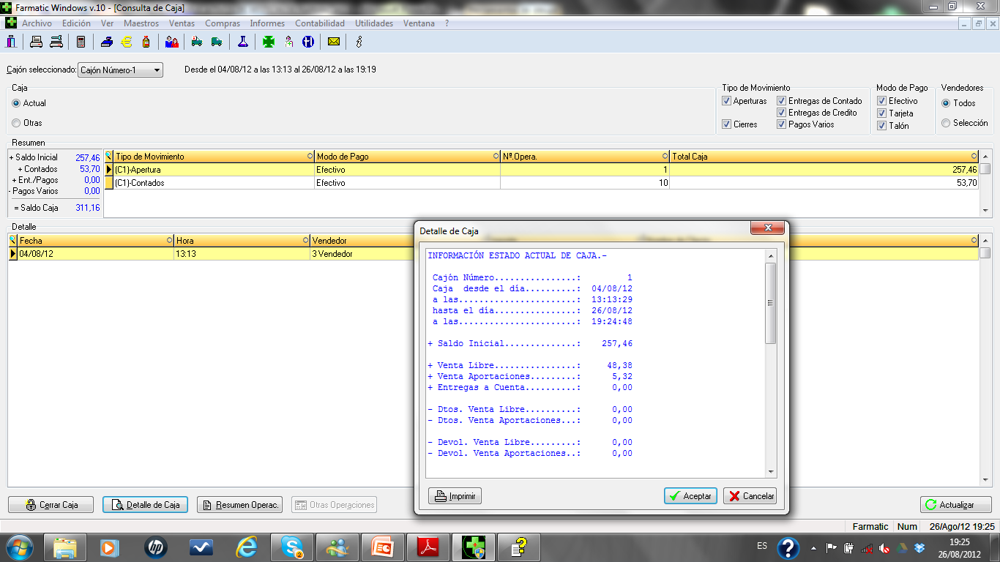 Farmatic Windows v.10 - [Consulta de Caja]
Archivo Edición Ver Maestros Ventas Compras Informes Contabilidad Utilidades Ventana ?
Cajón seleccionado: Cajón Número-1 Desde el 04/08/12 a las 13:13 al 26/08/12 a las 19:19
Caja
Actual
Otras
Tipo de Movimiento
Aperturas Entregas de Contado
Entregas de Credito
Cierres Pagos Varios
Modo de Pago
Efectivo
Tarjeta
Talón
Vendedores
Todos
Selección
Resumen
+ Saldo Inicial 257,46
+ Contados 53,70
+ Ent./Pagos 0,00
- Pagos Varios 0,00
= Saldo Caja 311,16
Tipo de Movimiento Modo de Pago Nº.Opera. Total Caja
(C1)-Apertura Efectivo 1 257,46
(C1)-Contados Efectivo 10 53,70
Detalle
Fecha Hora Vendedor
04/08/12 13:13 3 Vendedor
Detalle de Caja
INFORMACIÓN ESTADO ACTUAL DE CAJA.-
Cajón Número................: 1
Caja desde el día..........: 04/08/12
a las.......................: 13:13:29
hasta el día................: 26/08/12
a las.......................: 19:24:48
+ Saldo Inicial..............: 257,46
+ Venta Libre................: 48,38
+ Venta Aportaciones.........: 5,32
+ Entregas a Cuenta..........: 0,00
- Dtos. Venta Libre..........: 0,00
- Dtos. Venta Aportaciones...: 0,00
- Devol. Venta Libre.........: 0,00
- Devol. Venta Aportaciones..: 0,00
Imprimir Aceptar Cancelar
Cerrar Caja Detalle de Caja Resumen Operac. Otras Operaciones Actualizar
Farmatic Num 26/Ago/12 19:25
hp 2 ES ? 19:25
26/08/2012